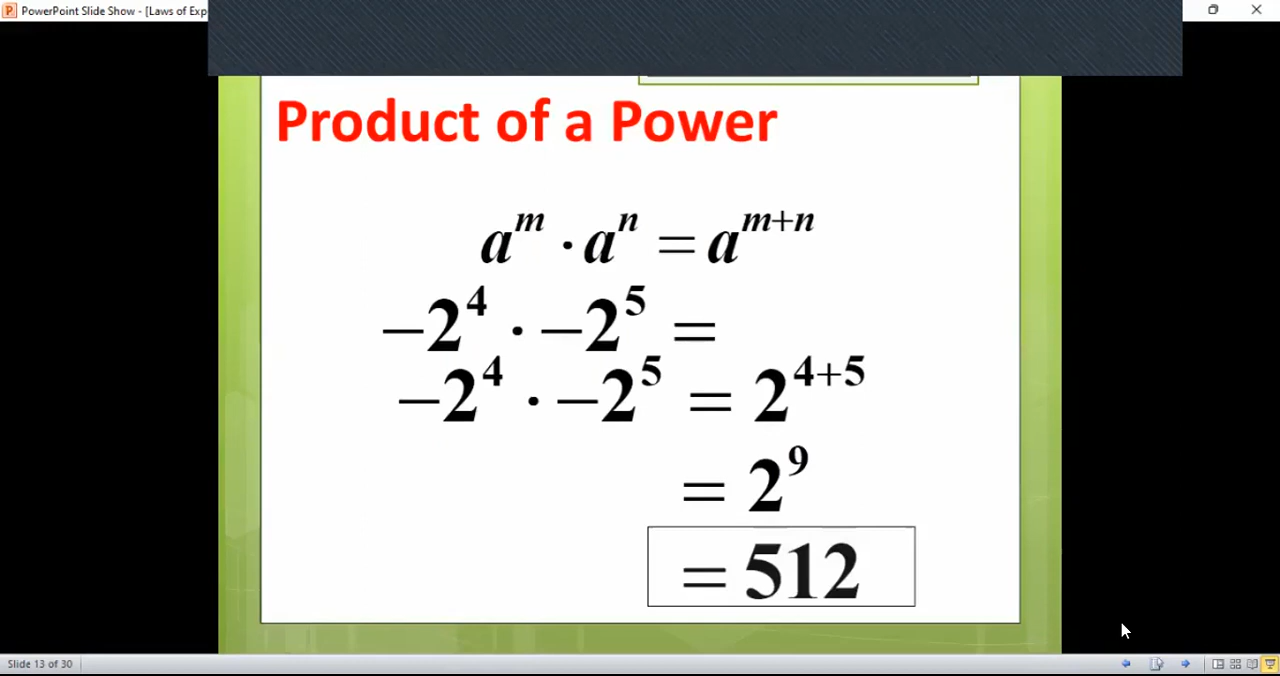 PowerPoint Slide Show - [Laws of Exp
Product of a Power
a^m · a^n = a^{m+n}
−2^4 · −2^5 =
−2^4 · −2^5 = 2^{4+5}
= 2^9
= 512
Slide 13 of 30